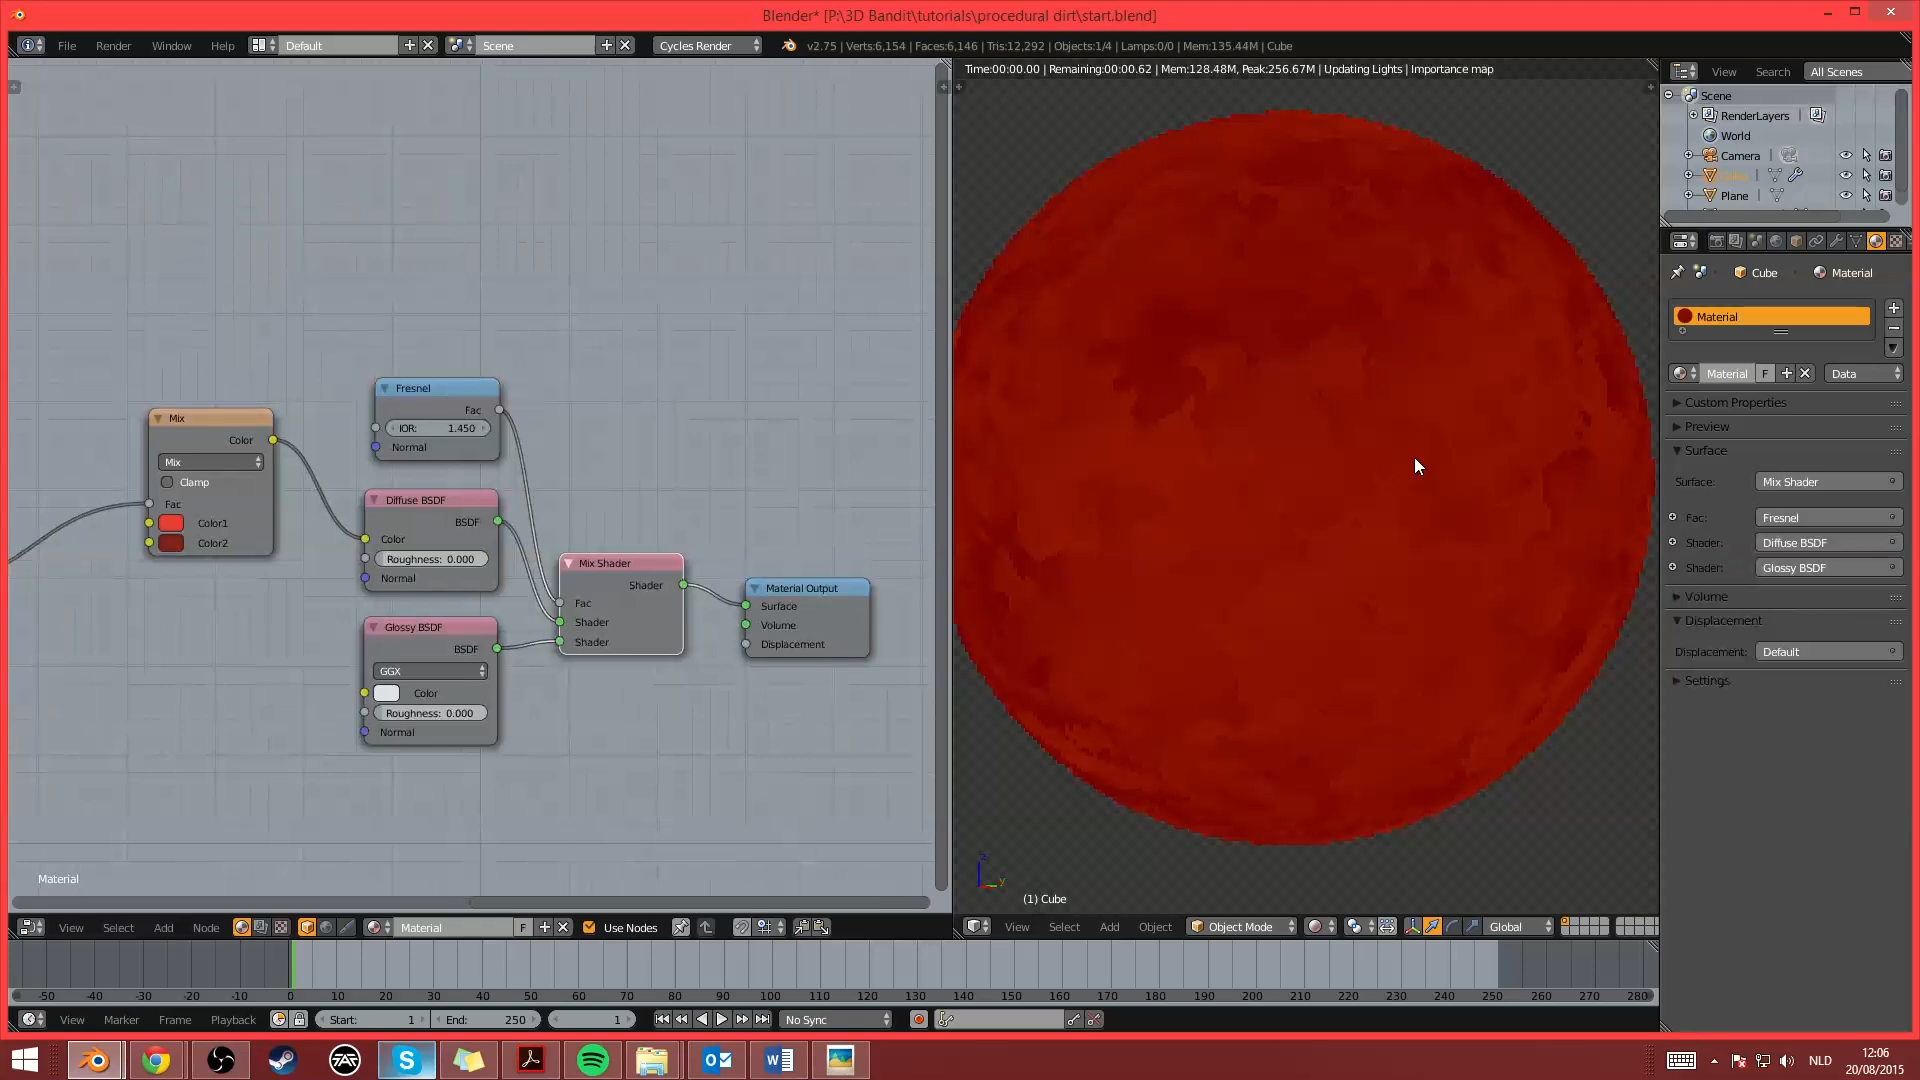 Blender* [P:\3D Bandit\tutorials\procedural dirt\start.blend]
File Render Window Help Default Scene Cycles Render v2.75 | Verts:6,154 | Faces:6,146 | Tris:12,292 | Objects:1/4 | Lamps:0/0 | Mem:135.44M | Cube
Time:00:00.00 | Remaining:00:00.62 | Mem:128.48M, Peak:256.67M | Updating Lights | Importance map
View Search All Scenes
Scene
RenderLayers
World
Camera
Plane
Cube Material
Material
Material F Data
Custom Properties
Preview
Surface
Surface: Mix Shader
Fac: Fresnel
Shader: Diffuse BSDF
Shader: Glossy BSDF
Volume
Displacement
Displacement: Default
Settings
Mix
Color
Mix
Clamp
Fac
Color1
Color2
Fresnel
Fac
IOR: 1.450
Normal
Diffuse BSDF
BSDF
Color
Roughness: 0.000
Normal
Glossy BSDF
BSDF
GGX
Color
Roughness: 0.000
Normal
Mix Shader
Shader
Fac
Shader
Shader
Material Output
Surface
Volume
Displacement
Material
(1) Cube
View Select Add Node Material F Use Nodes
View Select Add Object Object Mode Global
-50 -40 -30 -20 -10 0 10 20 30 40 50 60 70 80 90 100 110 120 130 140 150 160 170 180 190 200 210 220 230 240 250 260 270 280
View Marker Frame Playback Start: 1 End: 250 1 No Sync
NLD
12:06
20/08/2015